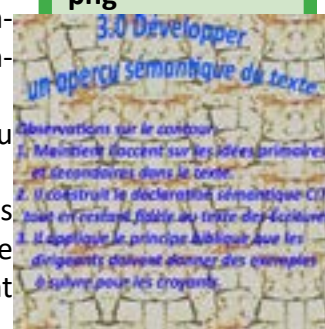 png
3.0 Développer
un aperçu sémantique du texte
Observations sur le contour:
1. Maintient l'accent sur les idées primaires
et secondaires dans le texte.
2. Il construit la déclaration sémantique
tout en restant fidèle au texte des Écritures
3. Il applique le principe biblique que les
dirigeants doivent donner des exemples
à suivre pour les croyants.